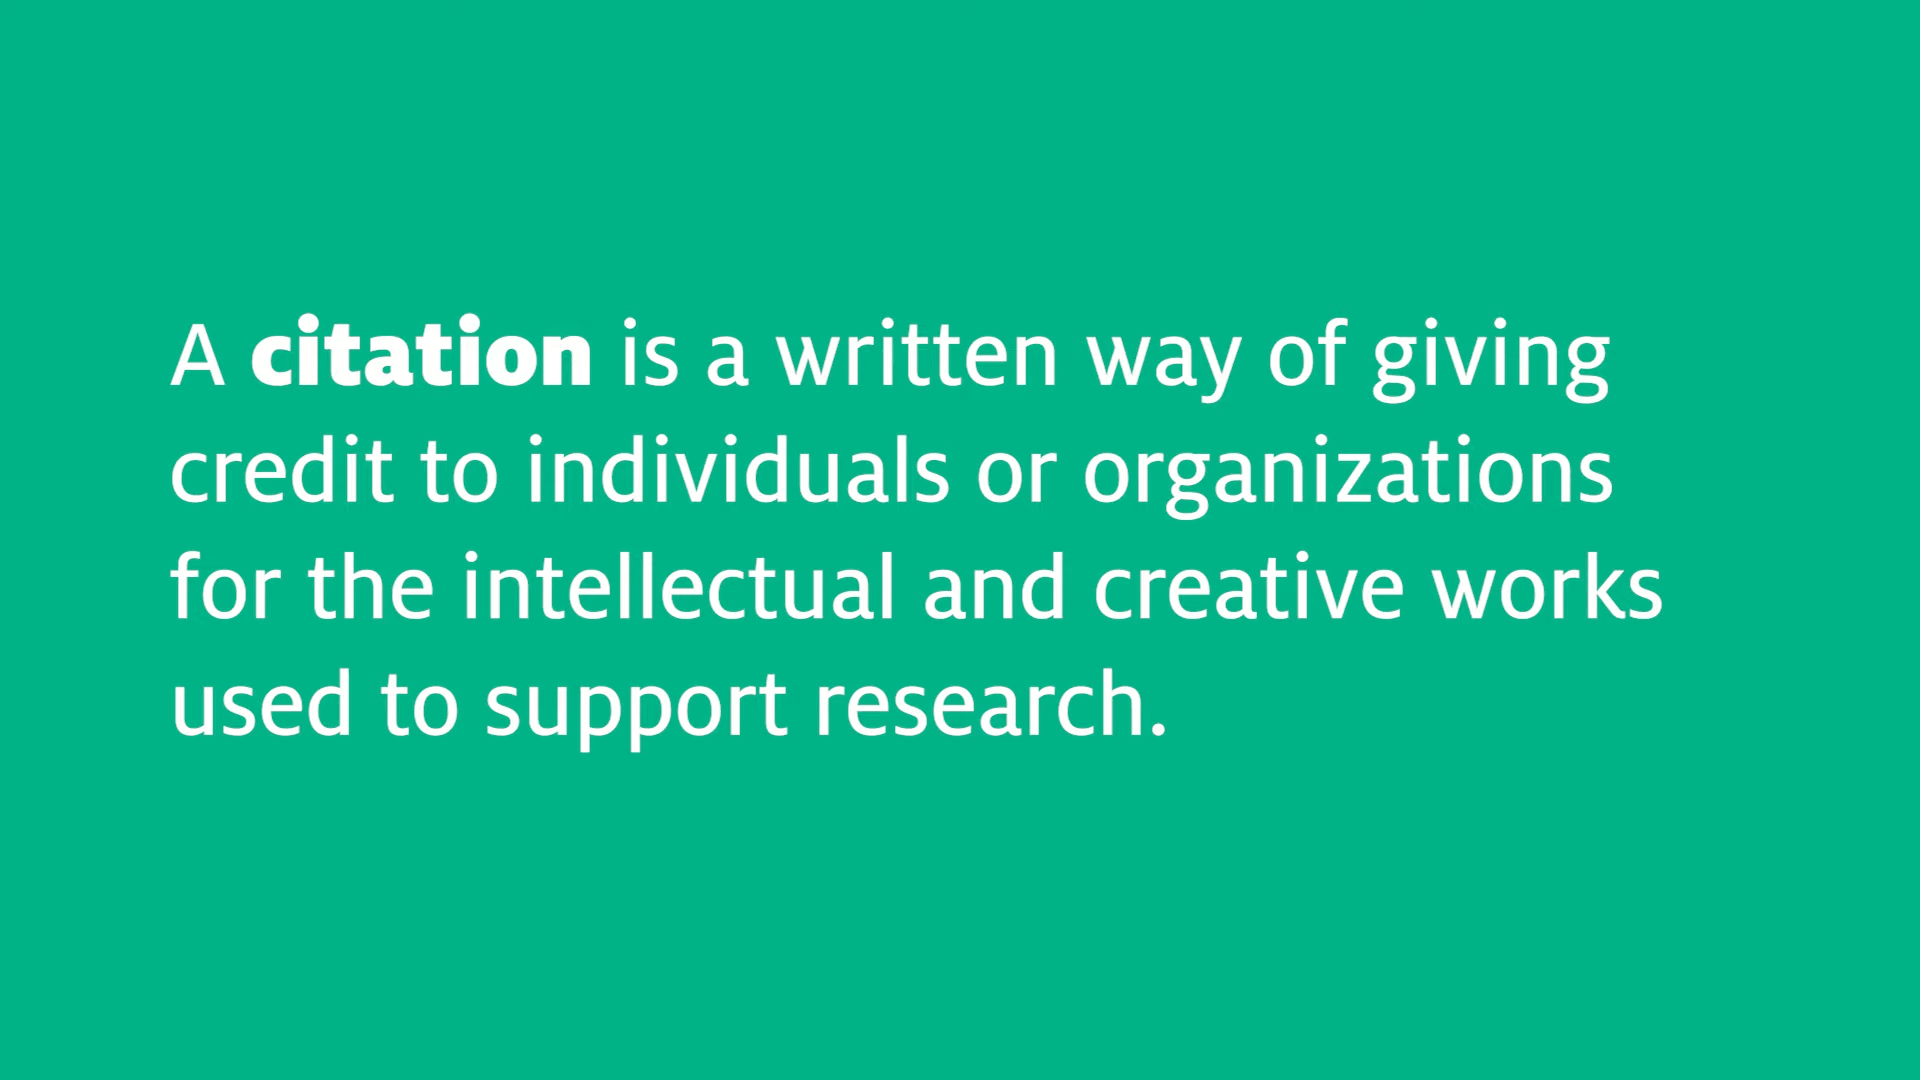 A citation is a written way of giving
credit to individuals or organizations
for the intellectual and creative works
used to support research.